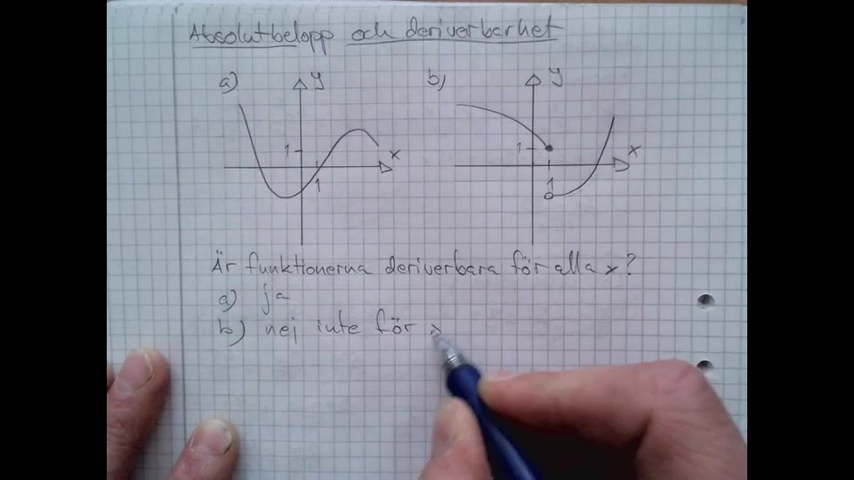 Absolutbelopp och deriverbarhet
a) y b) y
1 x 1 x
1 1
Är funktionerna deriverbara för alla x?
a) ja
b) nej inte för x